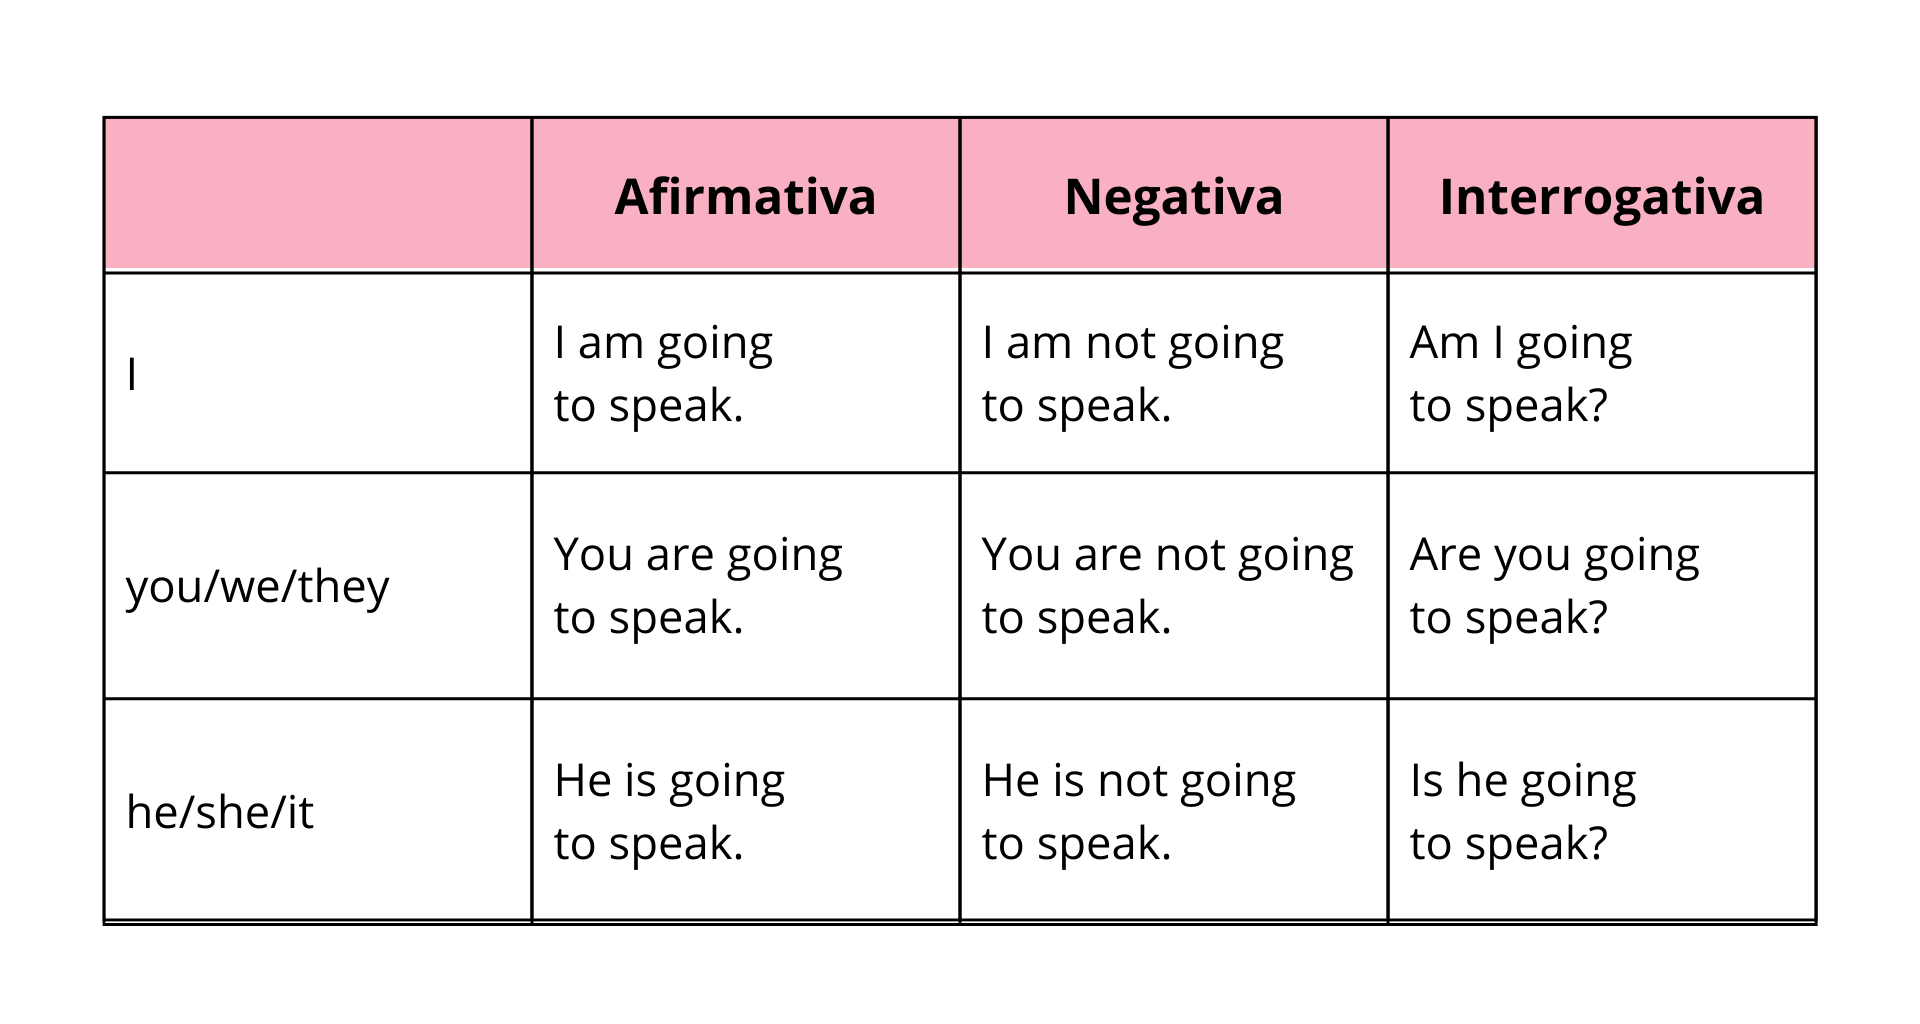 Afirmativa Negativa Interrogativa
I
I am going
to speak.
I am not going
to speak.
Am I going
to speak?
you/we/they
You are going
to speak.
You are not going
to speak.
Are you going
to speak?
he/she/it
He is going
to speak.
He is not going
to speak.
Is he going
to speak?